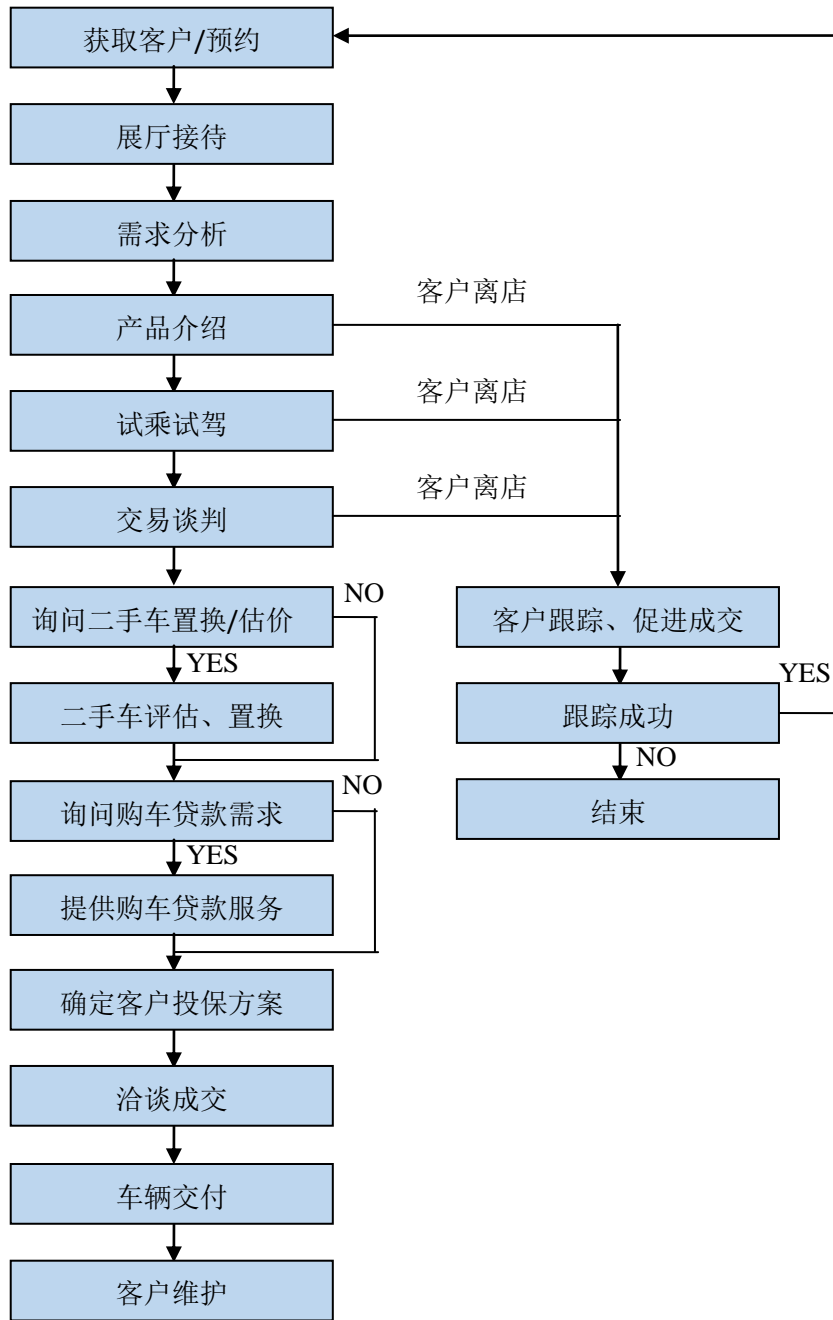 获取客户/预约
展厅接待
需求分析
产品介绍
客户离店
试乘试驾
客户离店
交易谈判
客户离店
询问二手车置换/估价
NO
YES
二手车评估、置换
询问购车贷款需求
NO
YES
提供购车贷款服务
确定客户投保方案
洽谈成交
车辆交付
客户维护
客户跟踪、促进成交
跟踪成功
YES
NO
结束